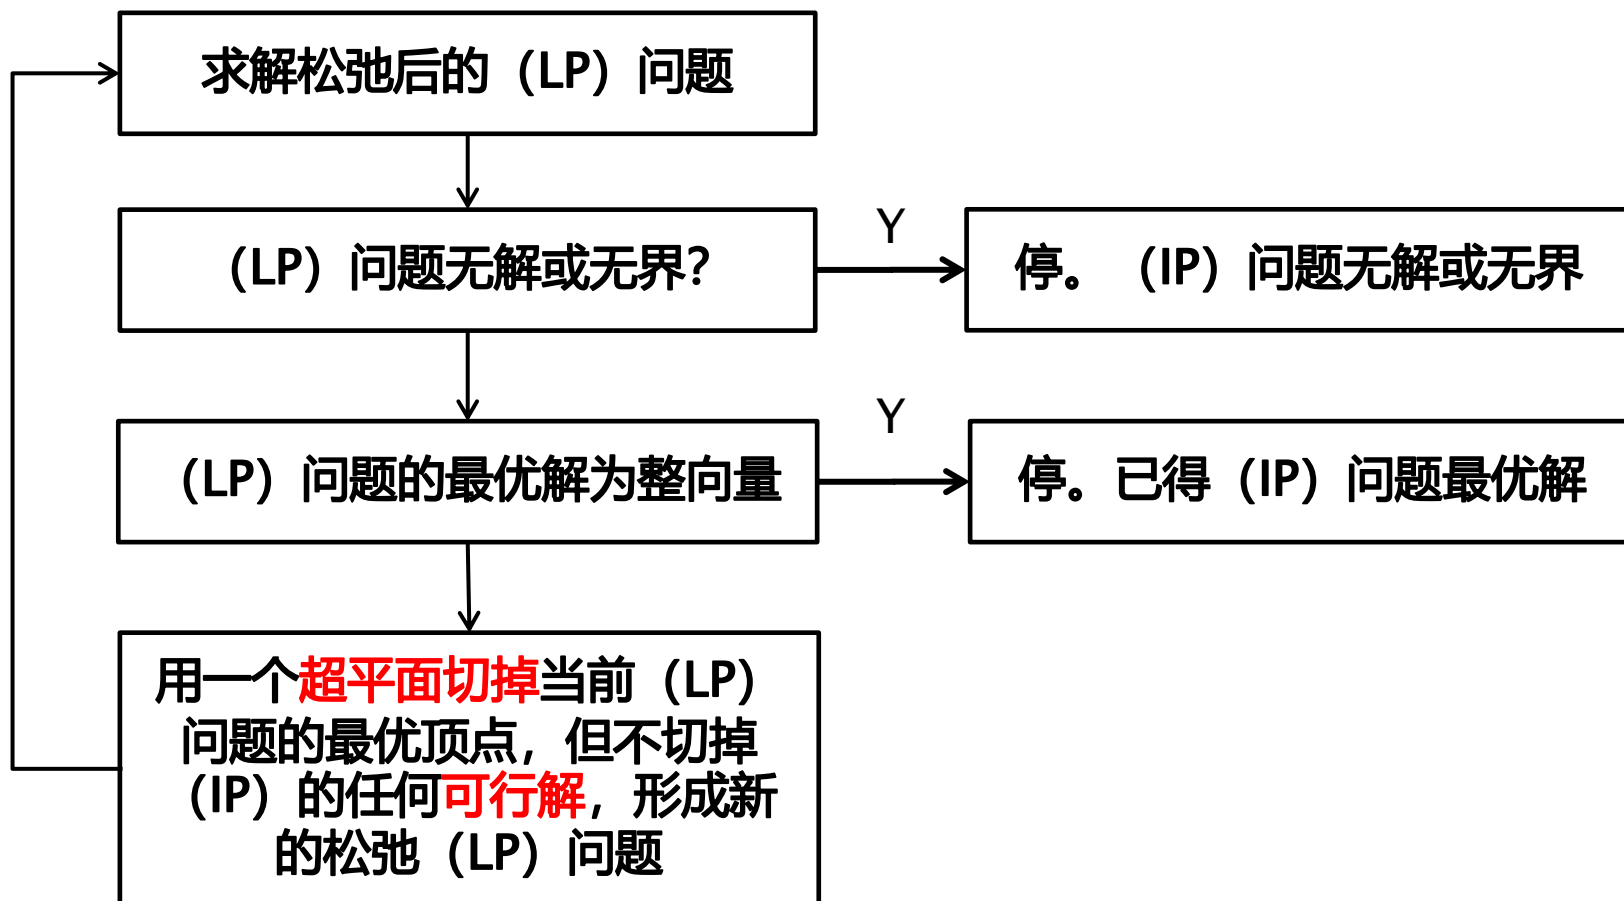 求解松弛后的（LP）问题
（LP）问题无解或无界？
Y
停。（IP）问题无解或无界
（LP）问题的最优解为整向量
Y
停。已得（IP）问题最优解
用一个超平面切掉当前（LP）
问题的最优顶点，但不切掉
（IP）的任何可行解，形成新
的松弛（LP）问题